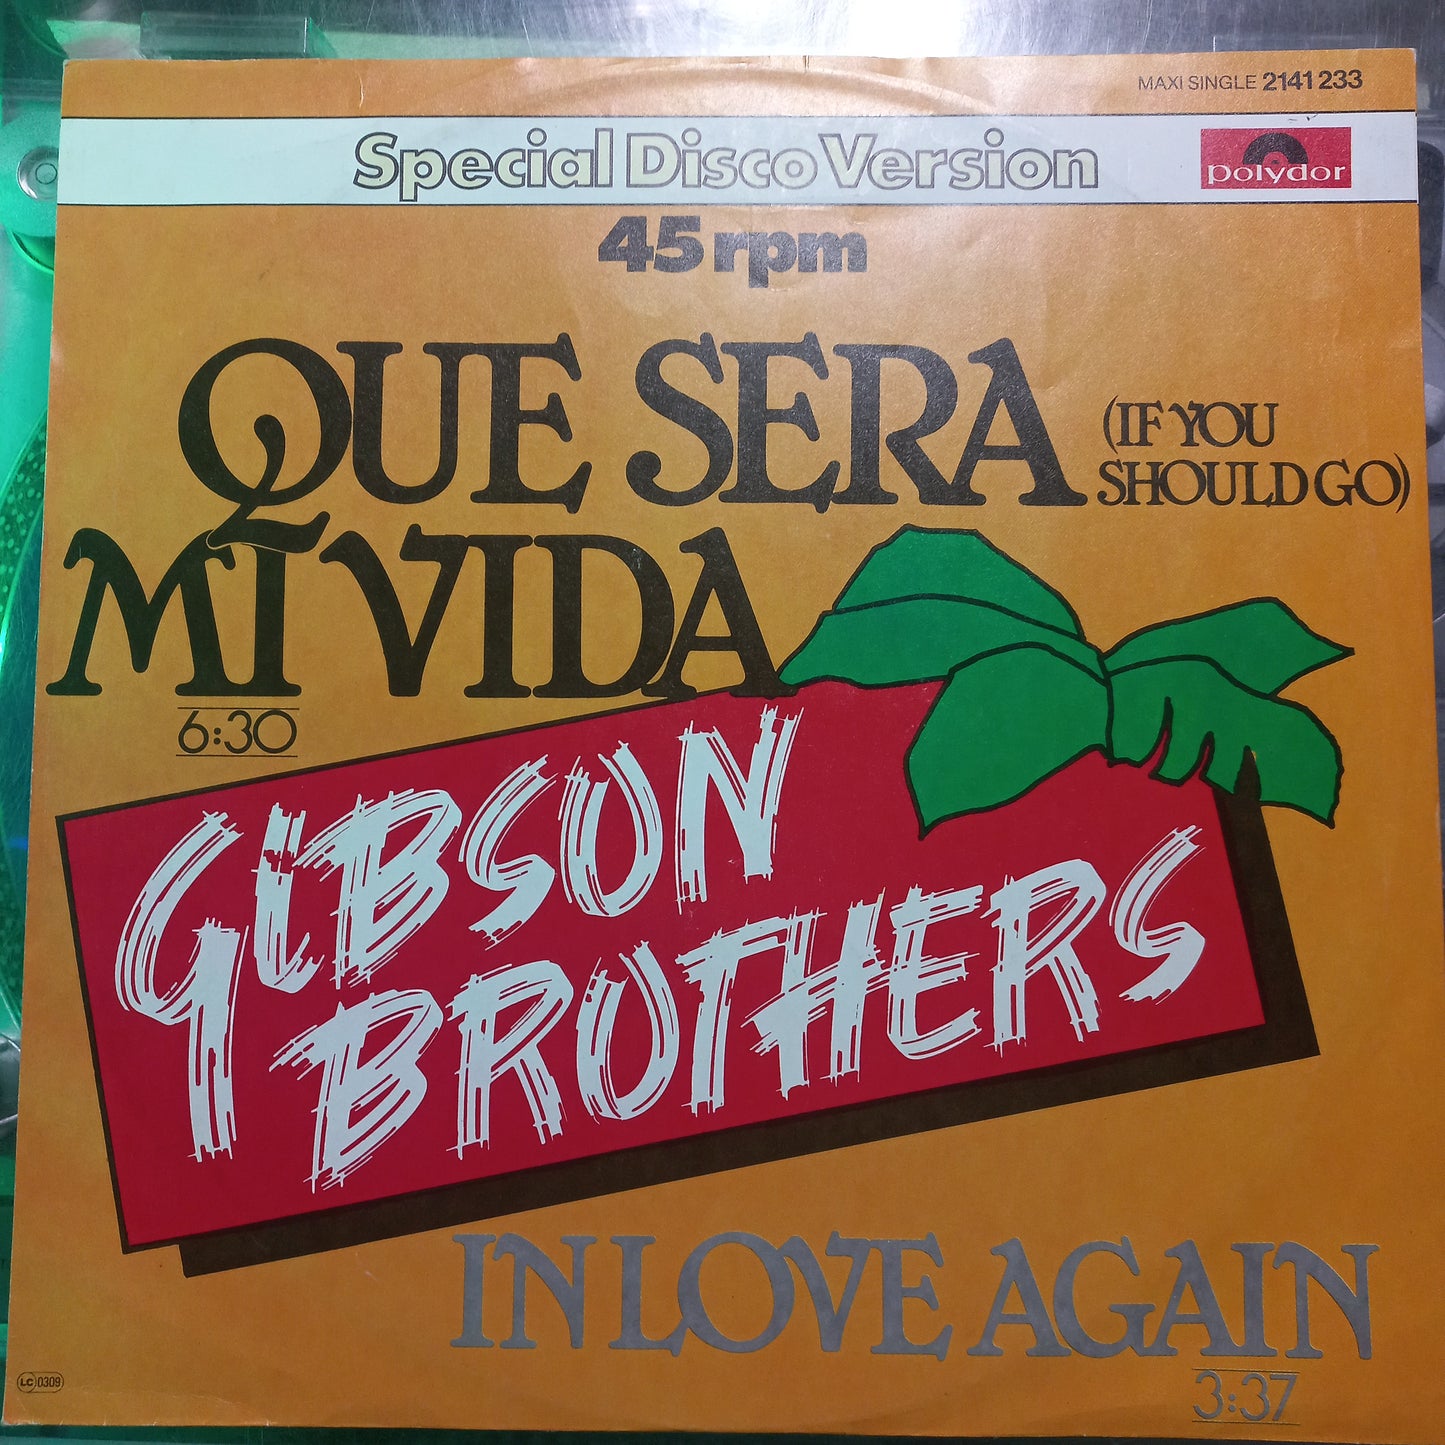 MAXI SINGLE 2141 233
Special Disco Version
polydor
45 rpm
QUE SERA
(IF YOU
SHOULD GO)
MI VIDA
6:30
GIBSON
BROTHERS
IN LOVE AGAIN
3:37
LC 0309